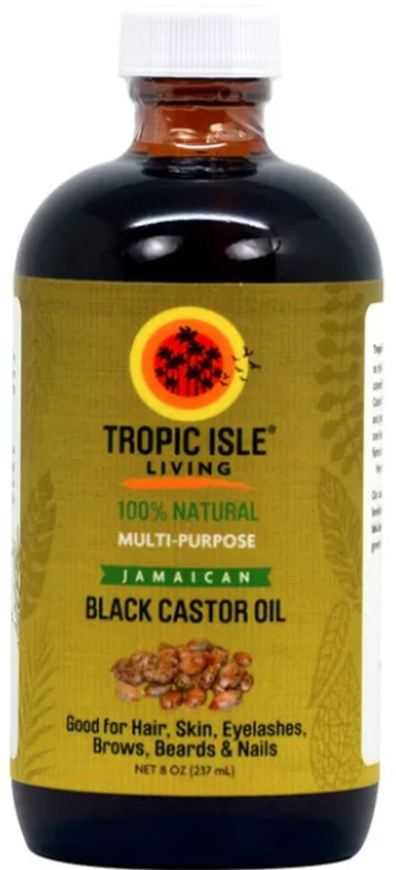 TROPIC ISLE®
LIVING
100% NATURAL
MULTI-PURPOSE
JAMAICAN
BLACK CASTOR OIL
Good for Hair, Skin, Eyelashes,
Brows, Beards & Nails
NET 8 OZ (237 mL)